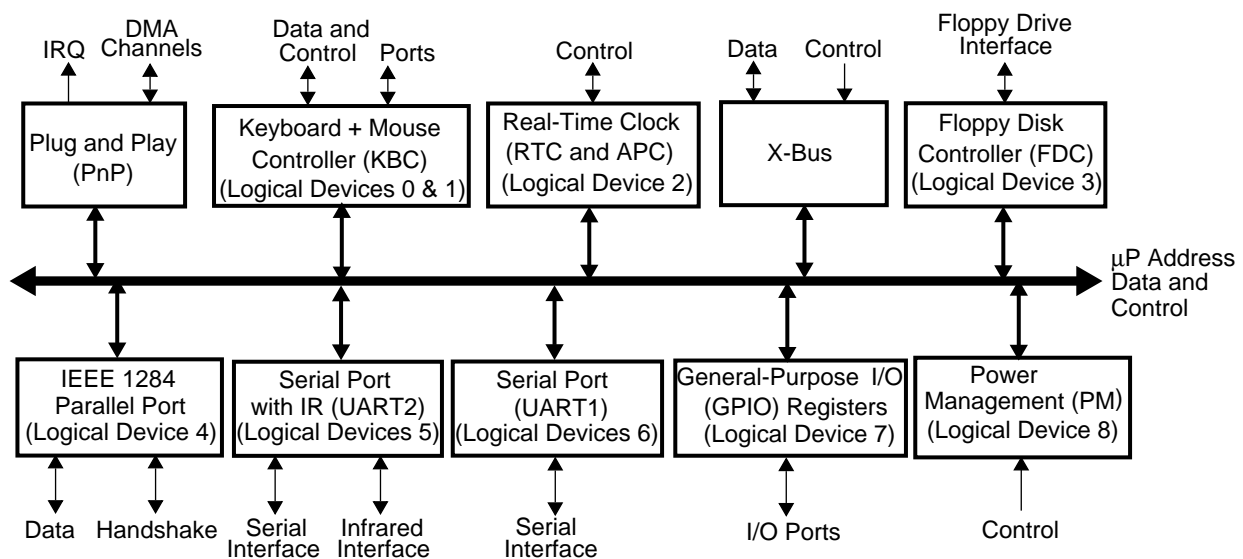 IRQ
DMA
Channels
Data and
Control
Ports
Control
Data
Control
Floppy Drive
Interface
Plug and Play
(PnP)
Keyboard + Mouse
Controller (KBC)
(Logical Devices 0 & 1)
Real-Time Clock
(RTC and APC)
(Logical Device 2)
X-Bus
Floppy Disk
Controller (FDC)
(Logical Device 3)
µP Address
Data and
Control
IEEE 1284
Parallel Port
(Logical Device 4)
Serial Port
with IR (UART2)
(Logical Devices 5)
Serial Port
(UART1)
(Logical Devices 6)
General-Purpose I/O
(GPIO) Registers
(Logical Device 7)
Power
Management (PM)
(Logical Device 8)
Data
Handshake
Serial
Interface
Infrared
Interface
Serial
Interface
I/O Ports
Control